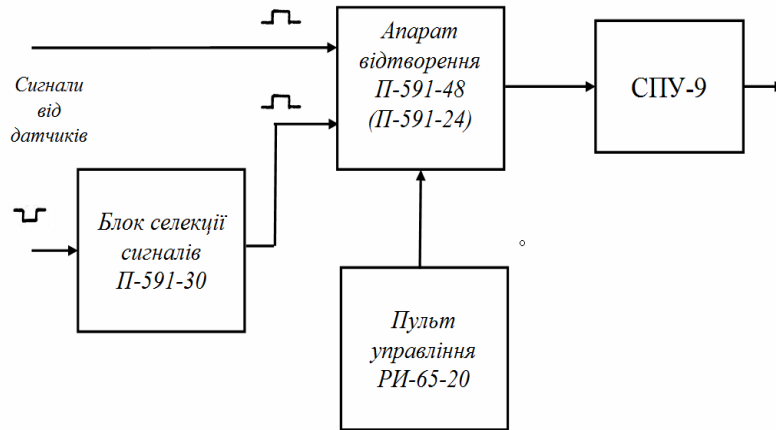 Апарат
відтворення
П-591-48
(П-591-24)
СПУ-9
Сигнали
від
датчиків
Блок селекції
сигналів
П-591-30
Пульт
управління
РИ-65-20